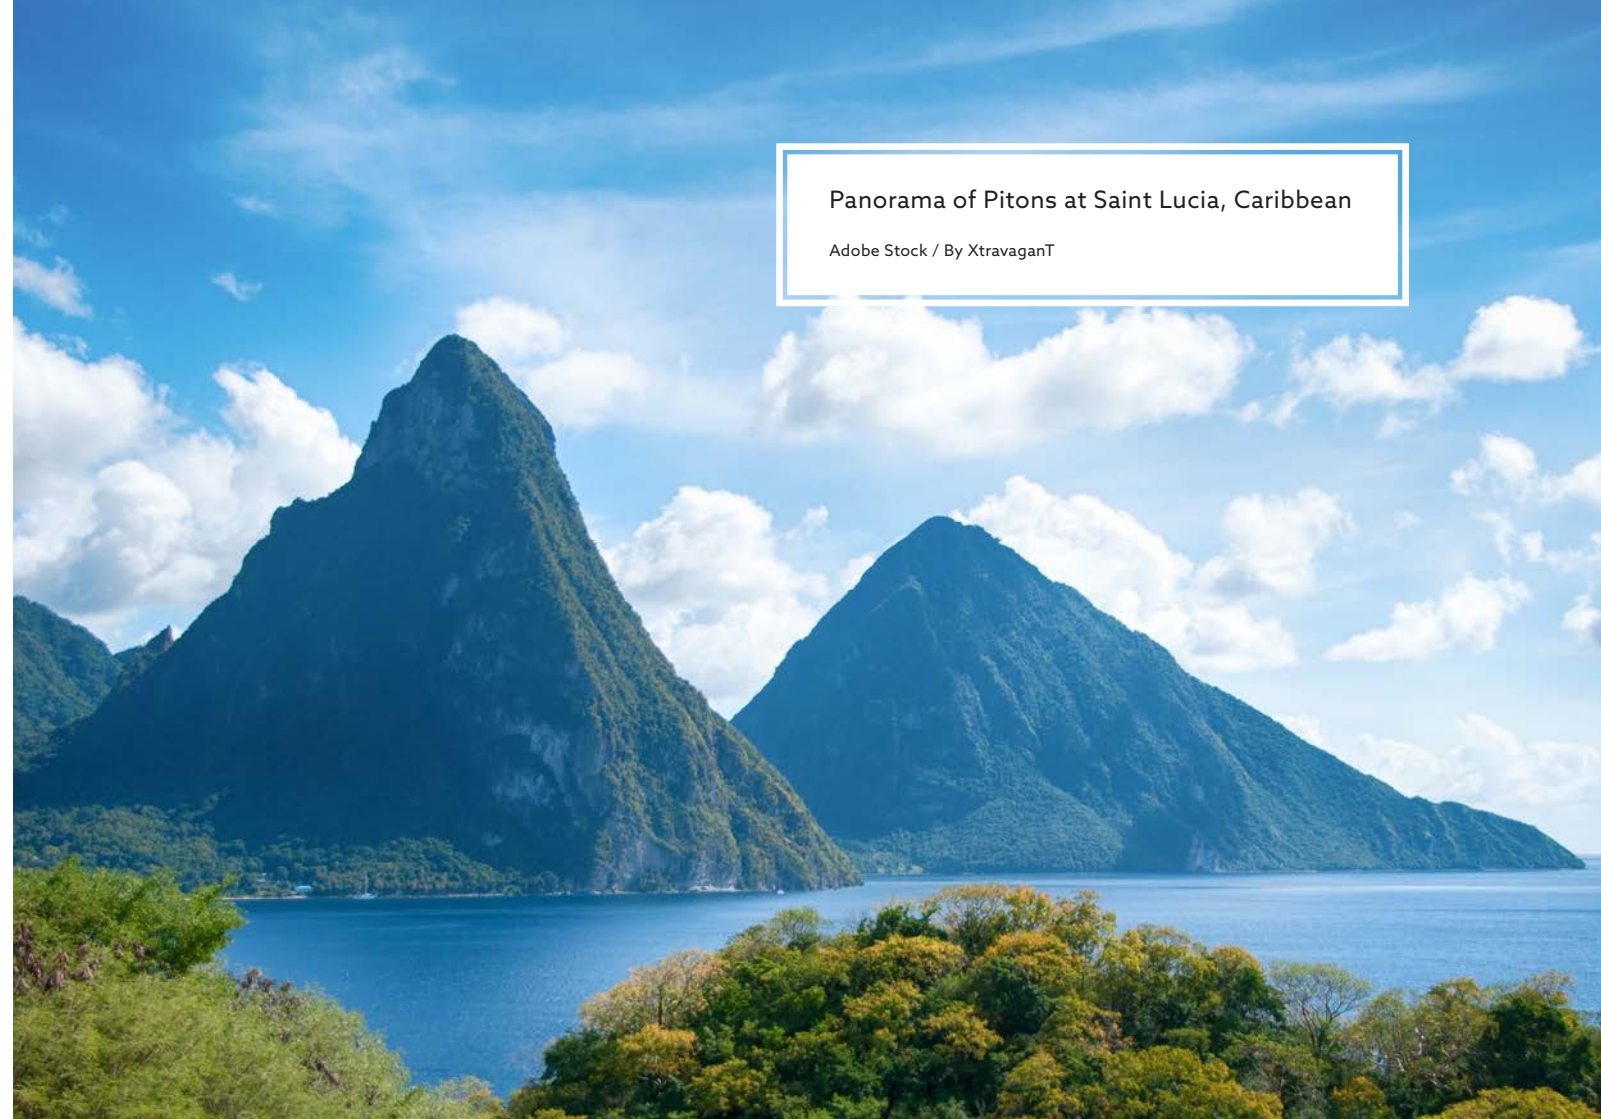 Panorama of Pitons at Saint Lucia, Caribbean
Adobe Stock / By XtravaganT